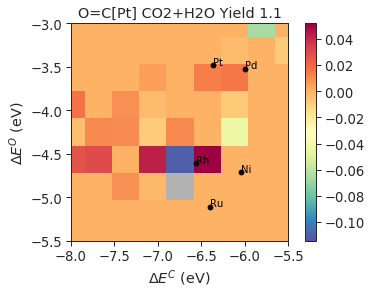 O=C[Pt] CO2+H2O Yield 1.1
−3.0
−3.5
−4.0
−4.5
−5.0
−5.5
ΔE^O (eV)
Pt
Pd
Rh
Ni
Ru
−8.0 −7.5 −7.0 −6.5 −6.0 −5.5
ΔE^C (eV)
0.04
0.02
0.00
−0.02
−0.04
−0.06
−0.08
−0.10